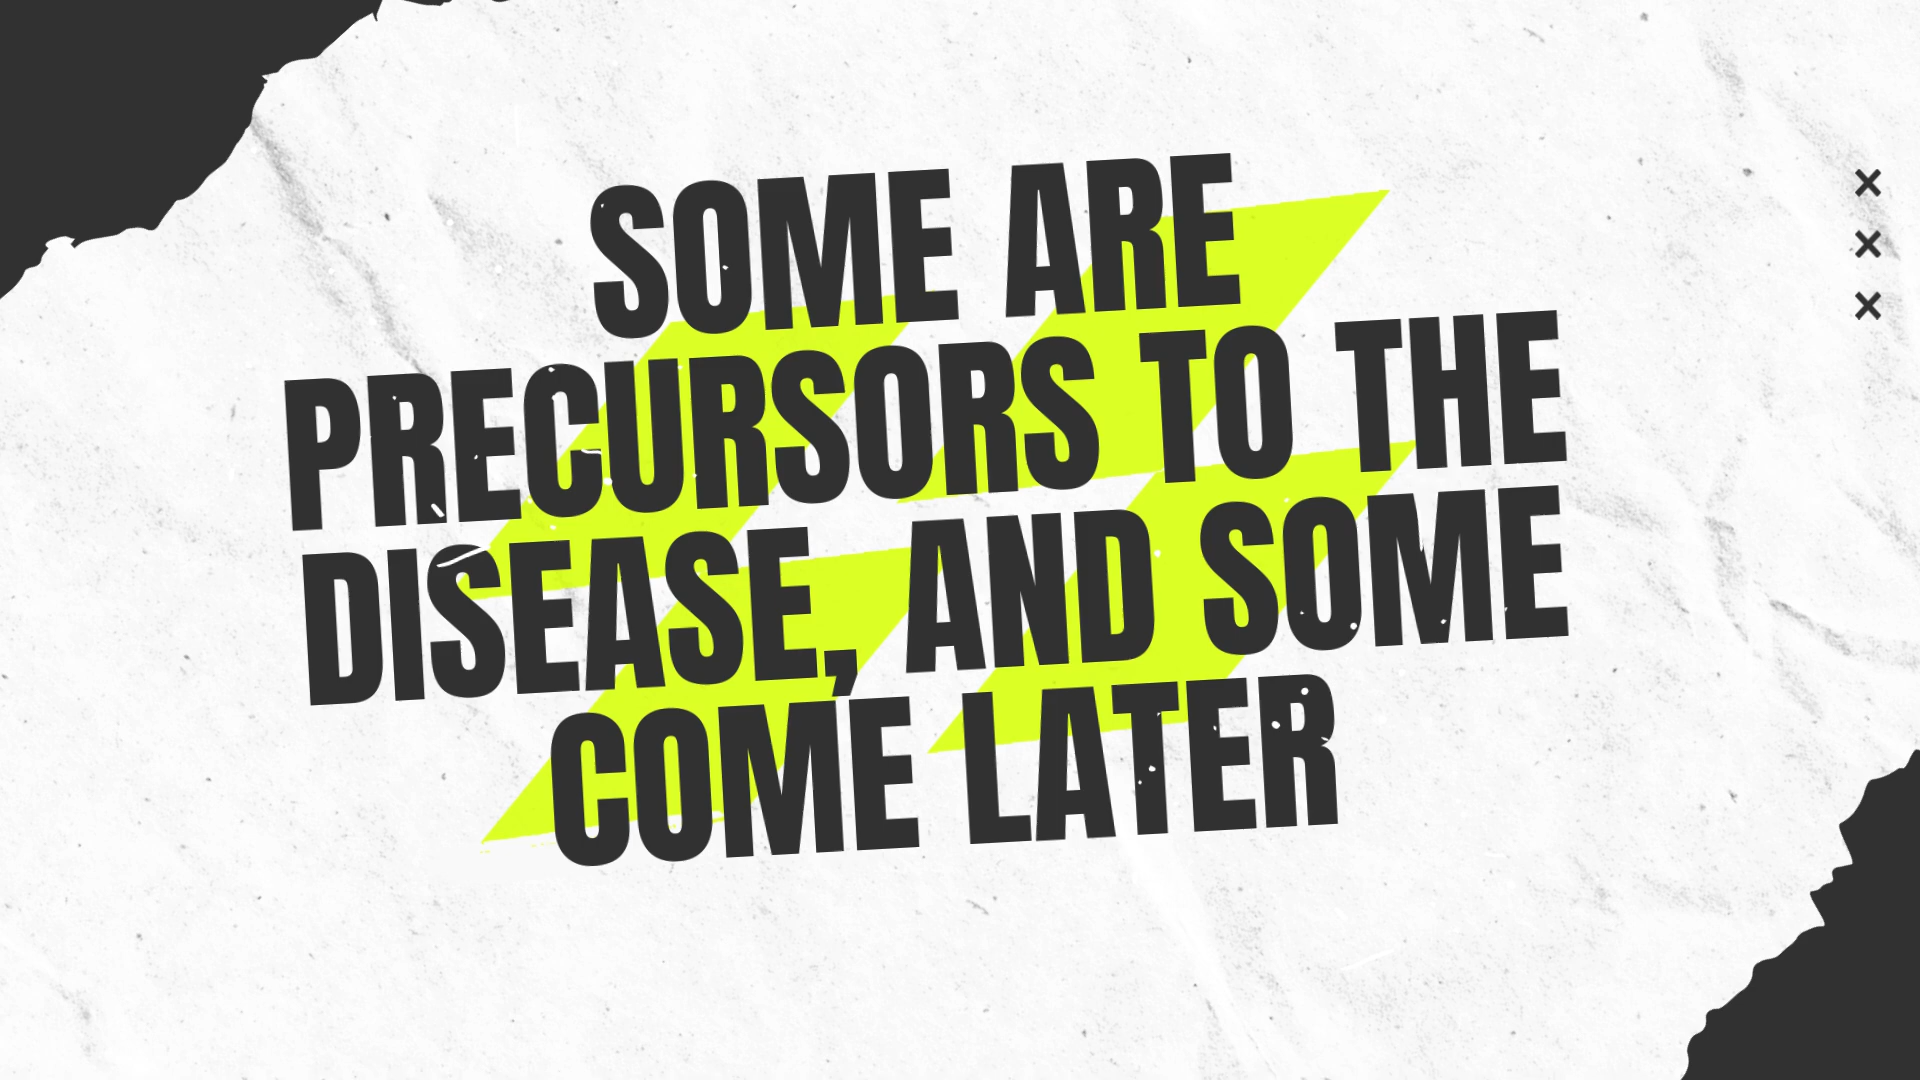 SOME ARE
PRECURSORS TO THE
DISEASE, AND SOME
COME LATER